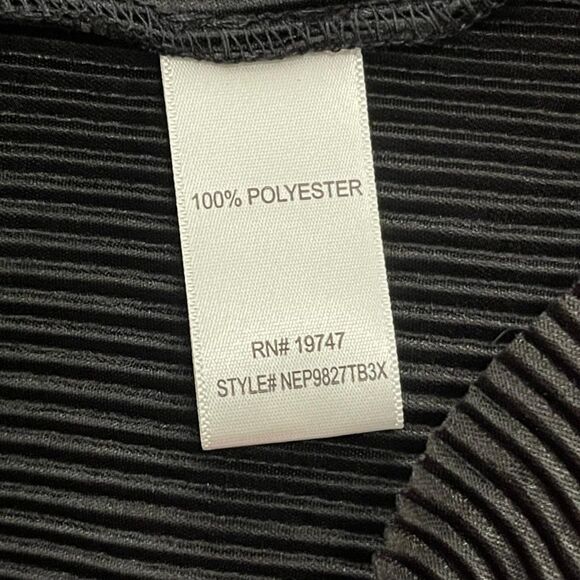 100% POLYESTER
RN# 19747
STYLE# NEP9827TB3X